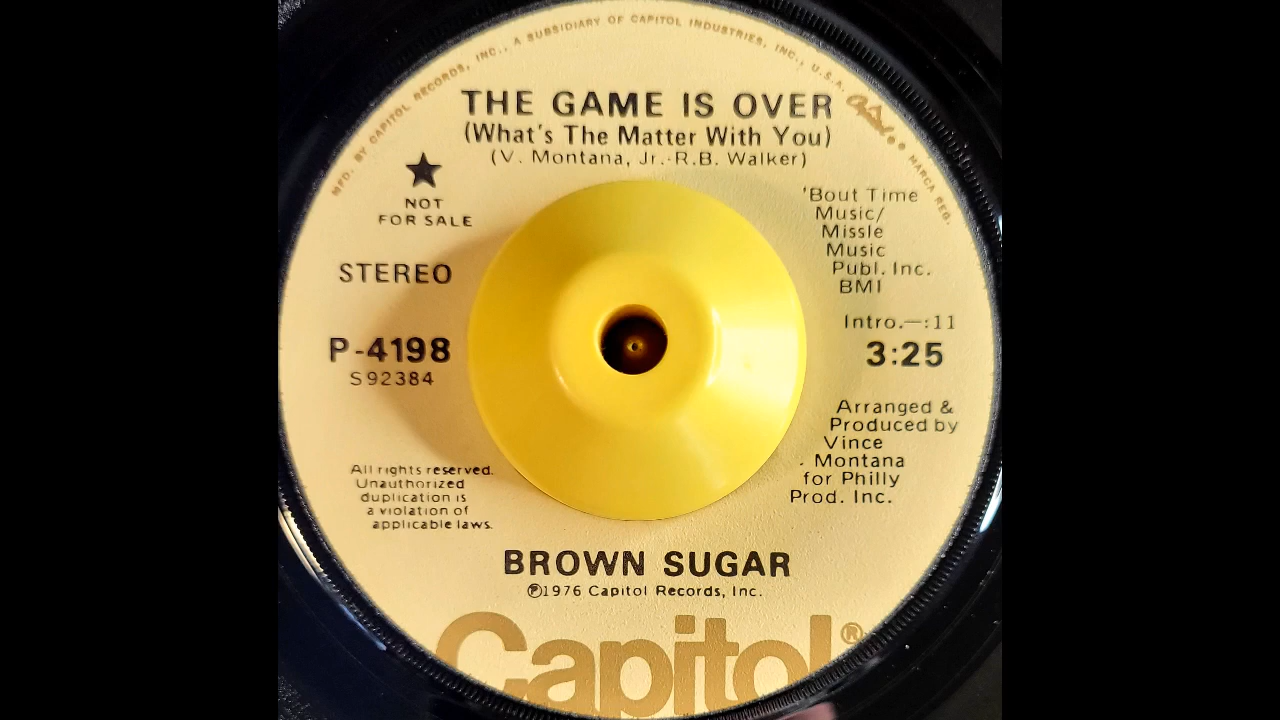 MFD. BY CAPITOL RECORDS, INC., A SUBSIDIARY OF CAPITOL INDUSTRIES, INC., U.S.A. Capitol. ® MARCA REG.
THE GAME IS OVER
(What's The Matter With You)
(V. Montana, Jr.-R.B. Walker)
★
NOT
FOR SALE
STEREO
P-4198
S92384
All rights reserved.
Unauthorized
duplication is
a violation of
applicable laws.
'Bout Time
Music/
Missle
Music
Publ. Inc.
BMI
Intro.—:11
3:25
Arranged &
Produced by
Vince
Montana
for Philly
Prod. Inc.
BROWN SUGAR
℗1976 Capitol Records, Inc.
Capitol®